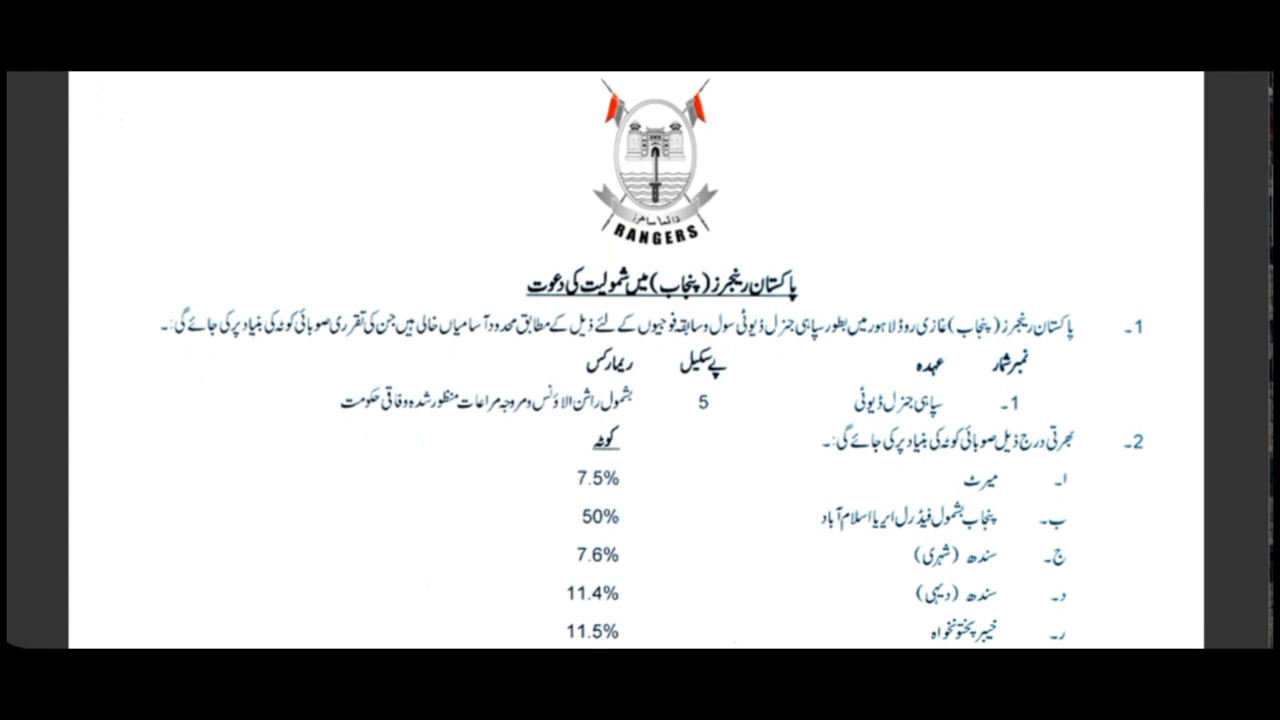 دائماً ساھرز
RANGERS
پاکستان رینجرز (پنجاب) میں شمولیت کی دعوت
1۔ پاکستان رینجرز (پنجاب) غازی روڈ لاہور میں بطور سپاہی جنرل ڈیوٹی سول و سابقہ فوجیوں کے لئے ذیل کے مطابق محدود آسامیاں خالی ہیں جن کی تقرری صوبائی کوٹہ کی بنیاد پر کی جائے گی:۔
نمبر شمار عہدہ پے سکیل ریمارکس
1۔ سپاہی جنرل ڈیوٹی 5 بشمول راشن الاؤنس و مروجہ مراعات منظور شدہ وفاقی حکومت
2۔ بھرتی درج ذیل صوبائی کوٹہ کی بنیاد پر کی جائے گی:۔ کوٹہ
ا۔ میرٹ 7.5%
ب۔ پنجاب بشمول فیڈرل ایریا اسلام آباد 50%
ج۔ سندھ (شہری) 7.6%
د۔ سندھ (دیہی) 11.4%
ر۔ خیبر پختونخواہ 11.5%